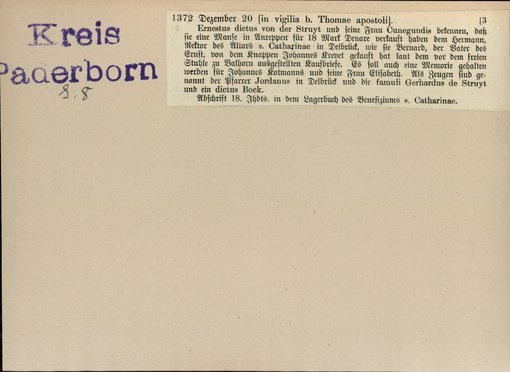 Kreis
Paderborn
S. 8
1372 Dezember 20 [in vigilia b. Thomae apostoli]. [3
Ernestus dictus von der Struyt und seine Frau Cunegundis bekennen, daß
sie eine Manse in Anreppen für 18 Mark Denare verkauft haben dem Hermann,
Rektor des Altars s. Catharinae in Delbrück, wie sie Bernard, der Vater des
Ernst, von dem Knappen Johannes Krevet gekauft hat laut dem vor dem freien
Stuhle zu Balhorn ausgestellten Kaufbriefe. Es soll auch eine Memorie gehalten
werden für Johannes Kotmanns und seine Frau Elisabeth. Als Zeugen sind ge-
nannt der Pfarrer Jordanus in Delbrück und die famuli Gerhardus de Struyt
und ein dictus Boek.
Abschrift 18. Jhdts. in dem Lagerbuch des Benefiziums s. Catharinae.